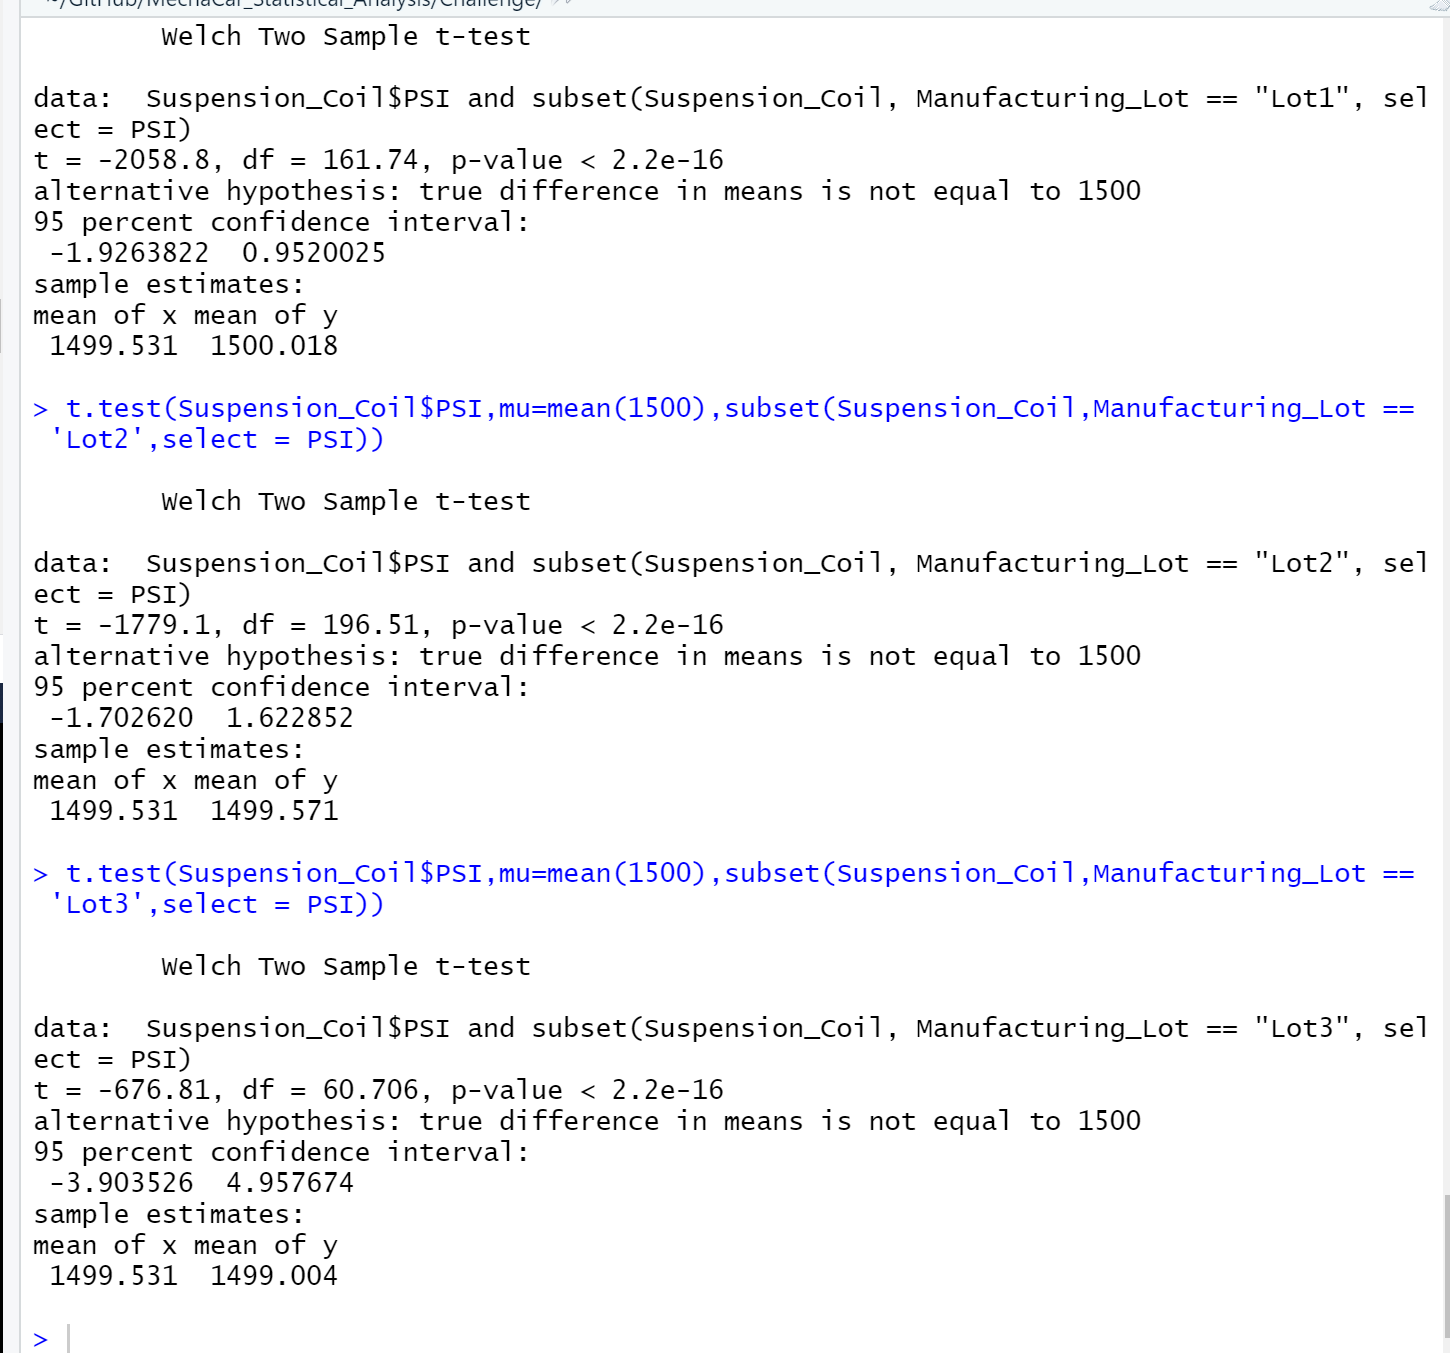 ~/GitHub/MechaCar_Statistical_Analysis/Challenge/
Welch Two Sample t-test
data:  Suspension_Coil$PSI and subset(Suspension_Coil, Manufacturing_Lot == "Lot1", sel
ect = PSI)
t = -2058.8, df = 161.74, p-value < 2.2e-16
alternative hypothesis: true difference in means is not equal to 1500
95 percent confidence interval:
 -1.9263822  0.9520025
sample estimates:
mean of x mean of y
 1499.531  1500.018
> t.test(Suspension_Coil$PSI,mu=mean(1500),subset(Suspension_Coil,Manufacturing_Lot ==
 'Lot2',select = PSI))
Welch Two Sample t-test
data:  Suspension_Coil$PSI and subset(Suspension_Coil, Manufacturing_Lot == "Lot2", sel
ect = PSI)
t = -1779.1, df = 196.51, p-value < 2.2e-16
alternative hypothesis: true difference in means is not equal to 1500
95 percent confidence interval:
 -1.702620  1.622852
sample estimates:
mean of x mean of y
 1499.531  1499.571
> t.test(Suspension_Coil$PSI,mu=mean(1500),subset(Suspension_Coil,Manufacturing_Lot ==
 'Lot3',select = PSI))
Welch Two Sample t-test
data:  Suspension_Coil$PSI and subset(Suspension_Coil, Manufacturing_Lot == "Lot3", sel
ect = PSI)
t = -676.81, df = 60.706, p-value < 2.2e-16
alternative hypothesis: true difference in means is not equal to 1500
95 percent confidence interval:
 -3.903526  4.957674
sample estimates:
mean of x mean of y
 1499.531  1499.004
>